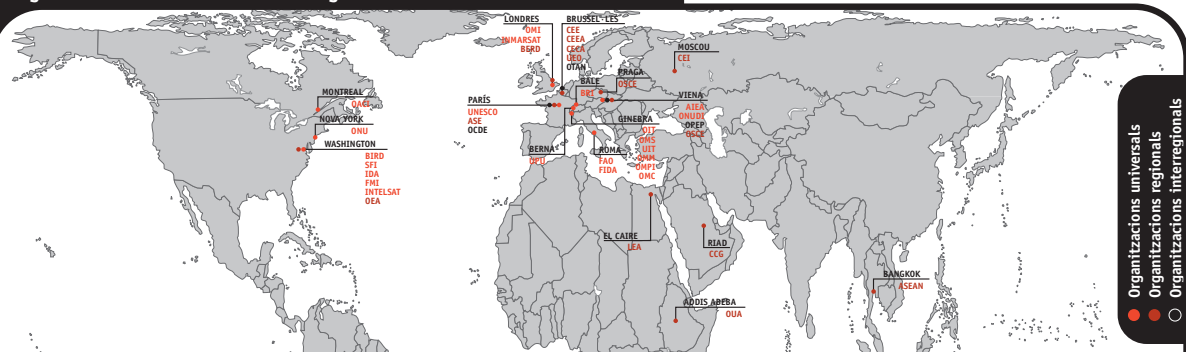 LONDRES
OMI
INMARSAT
BERD
BRUSSEL·LES
CEE
CEEA
CECA
UEO
OTAN
MOSCOU
CEI
PRAGA
OSCE
BALE
BRI
VIENA
AIEA
ONUDI
OPEP
OSCE
PARÍS
UNESCO
ASE
OCDE
GINEBRA
OIT
OMS
UIT
OMM
OMPI
OMC
BERNA
UPU
ROMA
FAO
FIDA
MONTREAL
OACI
NOVA YORK
ONU
WASHINGTON
BIRD
SFI
IDA
FMI
INTELSAT
OEA
EL CAIRE
LEA
RIAD
CCG
ADDIS ABEBA
OUA
BANGKOK
ASEAN
Organitzacions universals
Organitzacions regionals
Organitzacions interregionals